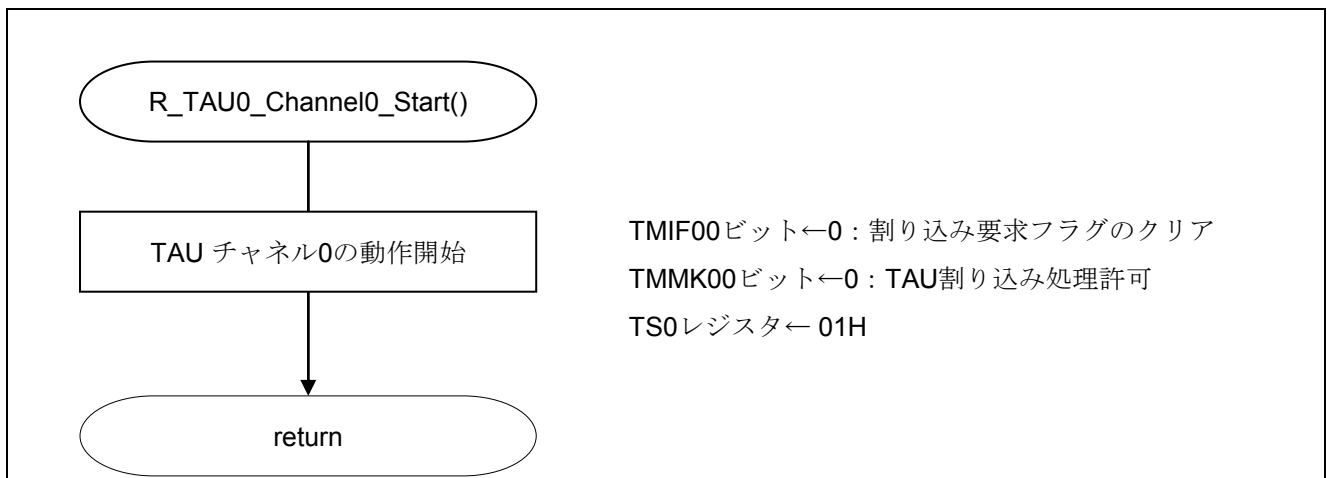 R_TAU0_Channel0_Start()
TAU チャネル0の動作開始
TMIF00ビット←0：割り込み要求フラグのクリア
TMMK00ビット←0：TAU割り込み処理許可
TS0レジスタ← 01H
return